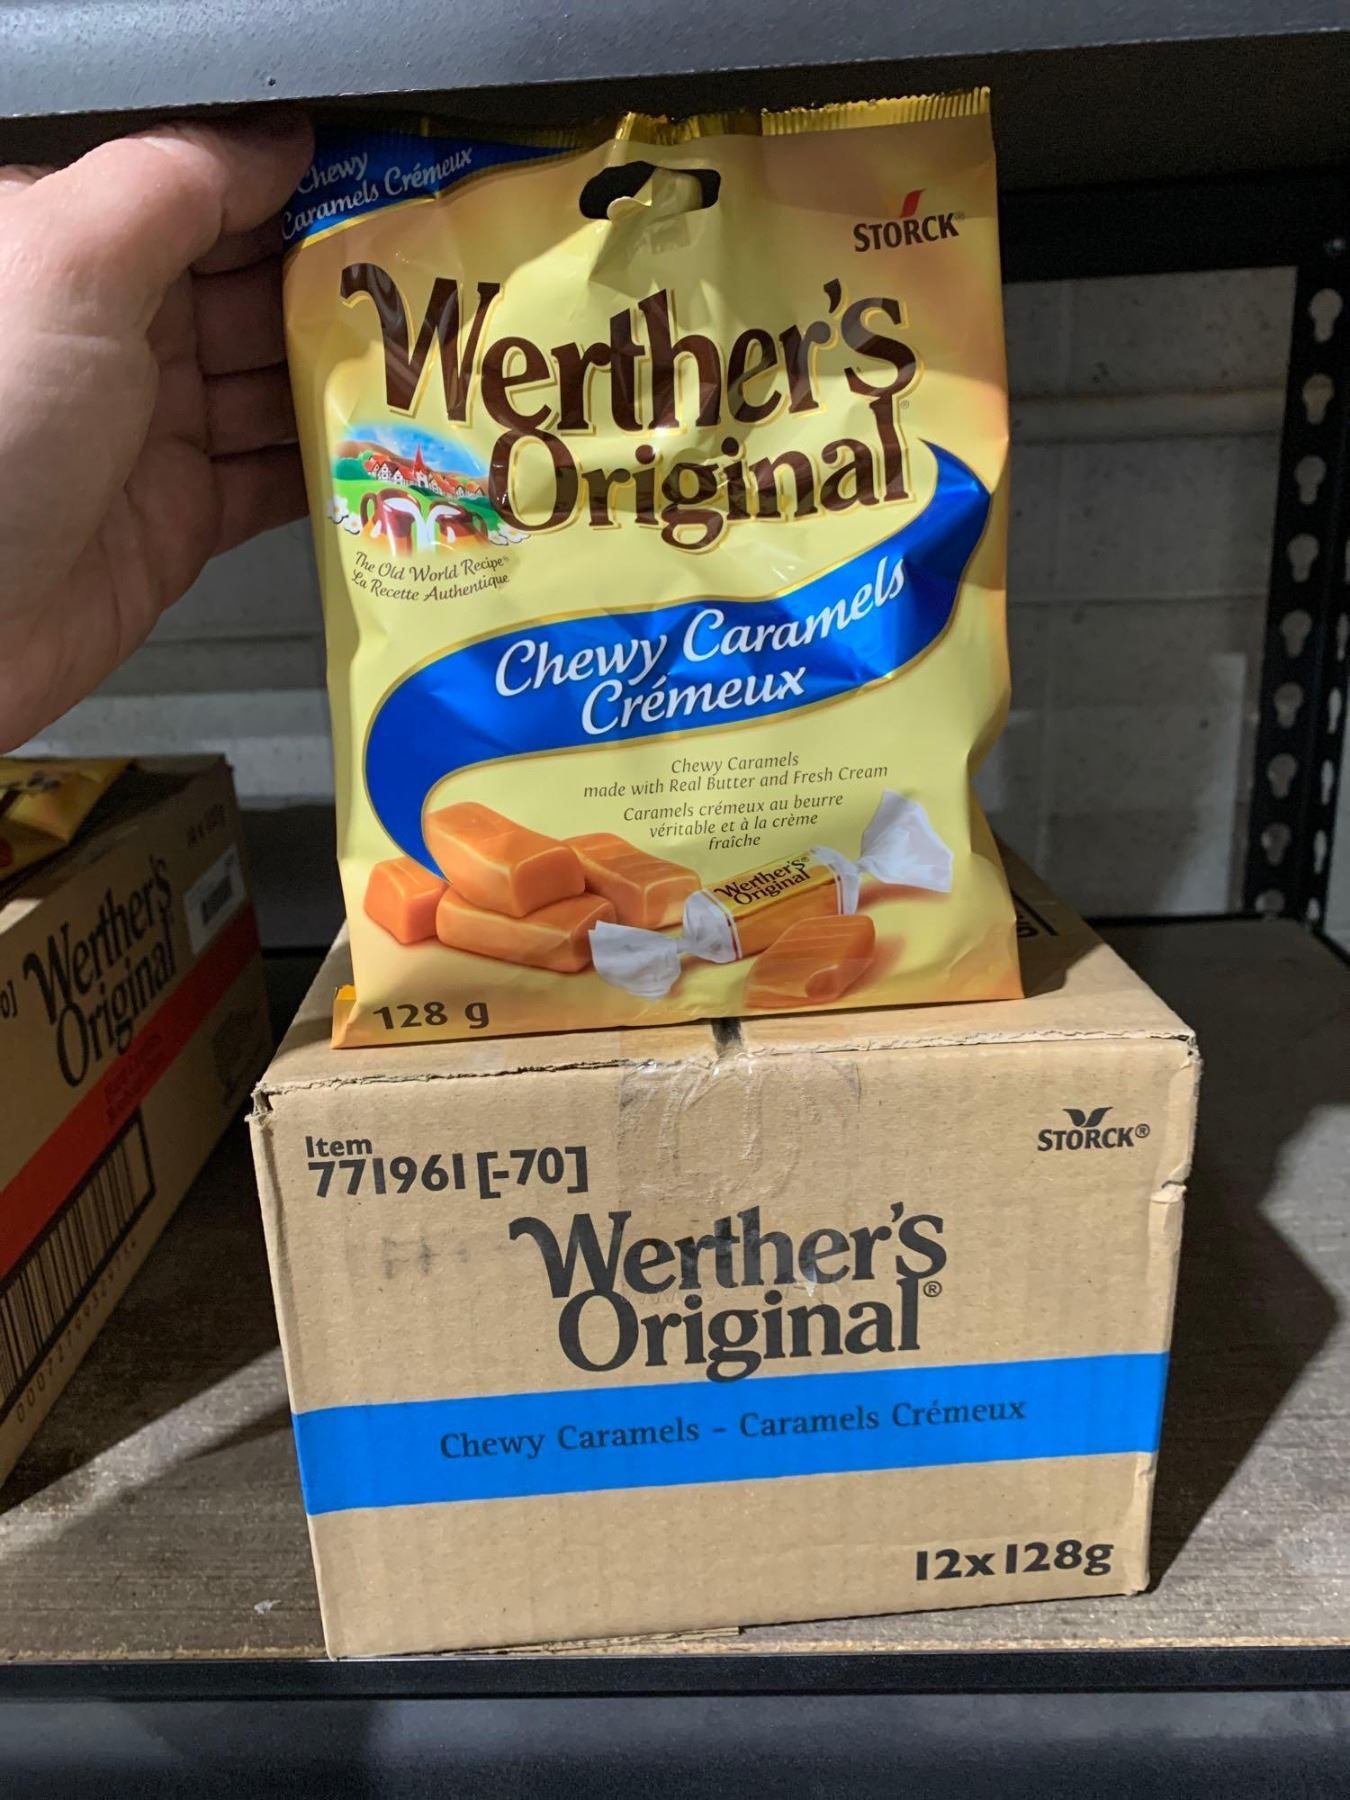 Chewy
Caramels Crémeux
STORCK
Werther's
Original
The Old World Recipe
La Recette Authentique
Chewy Caramels
Crémeux
Chewy Caramels
made with Real Butter and Fresh Cream
Caramels crémeux au beurre
véritable et à la crème
fraîche
Werther's
Original
128 g
Werther's
Original
Item
771961 [-70]
STORCK®
Werther's
Original®
Chewy Caramels - Caramels Crémeux
12x128g